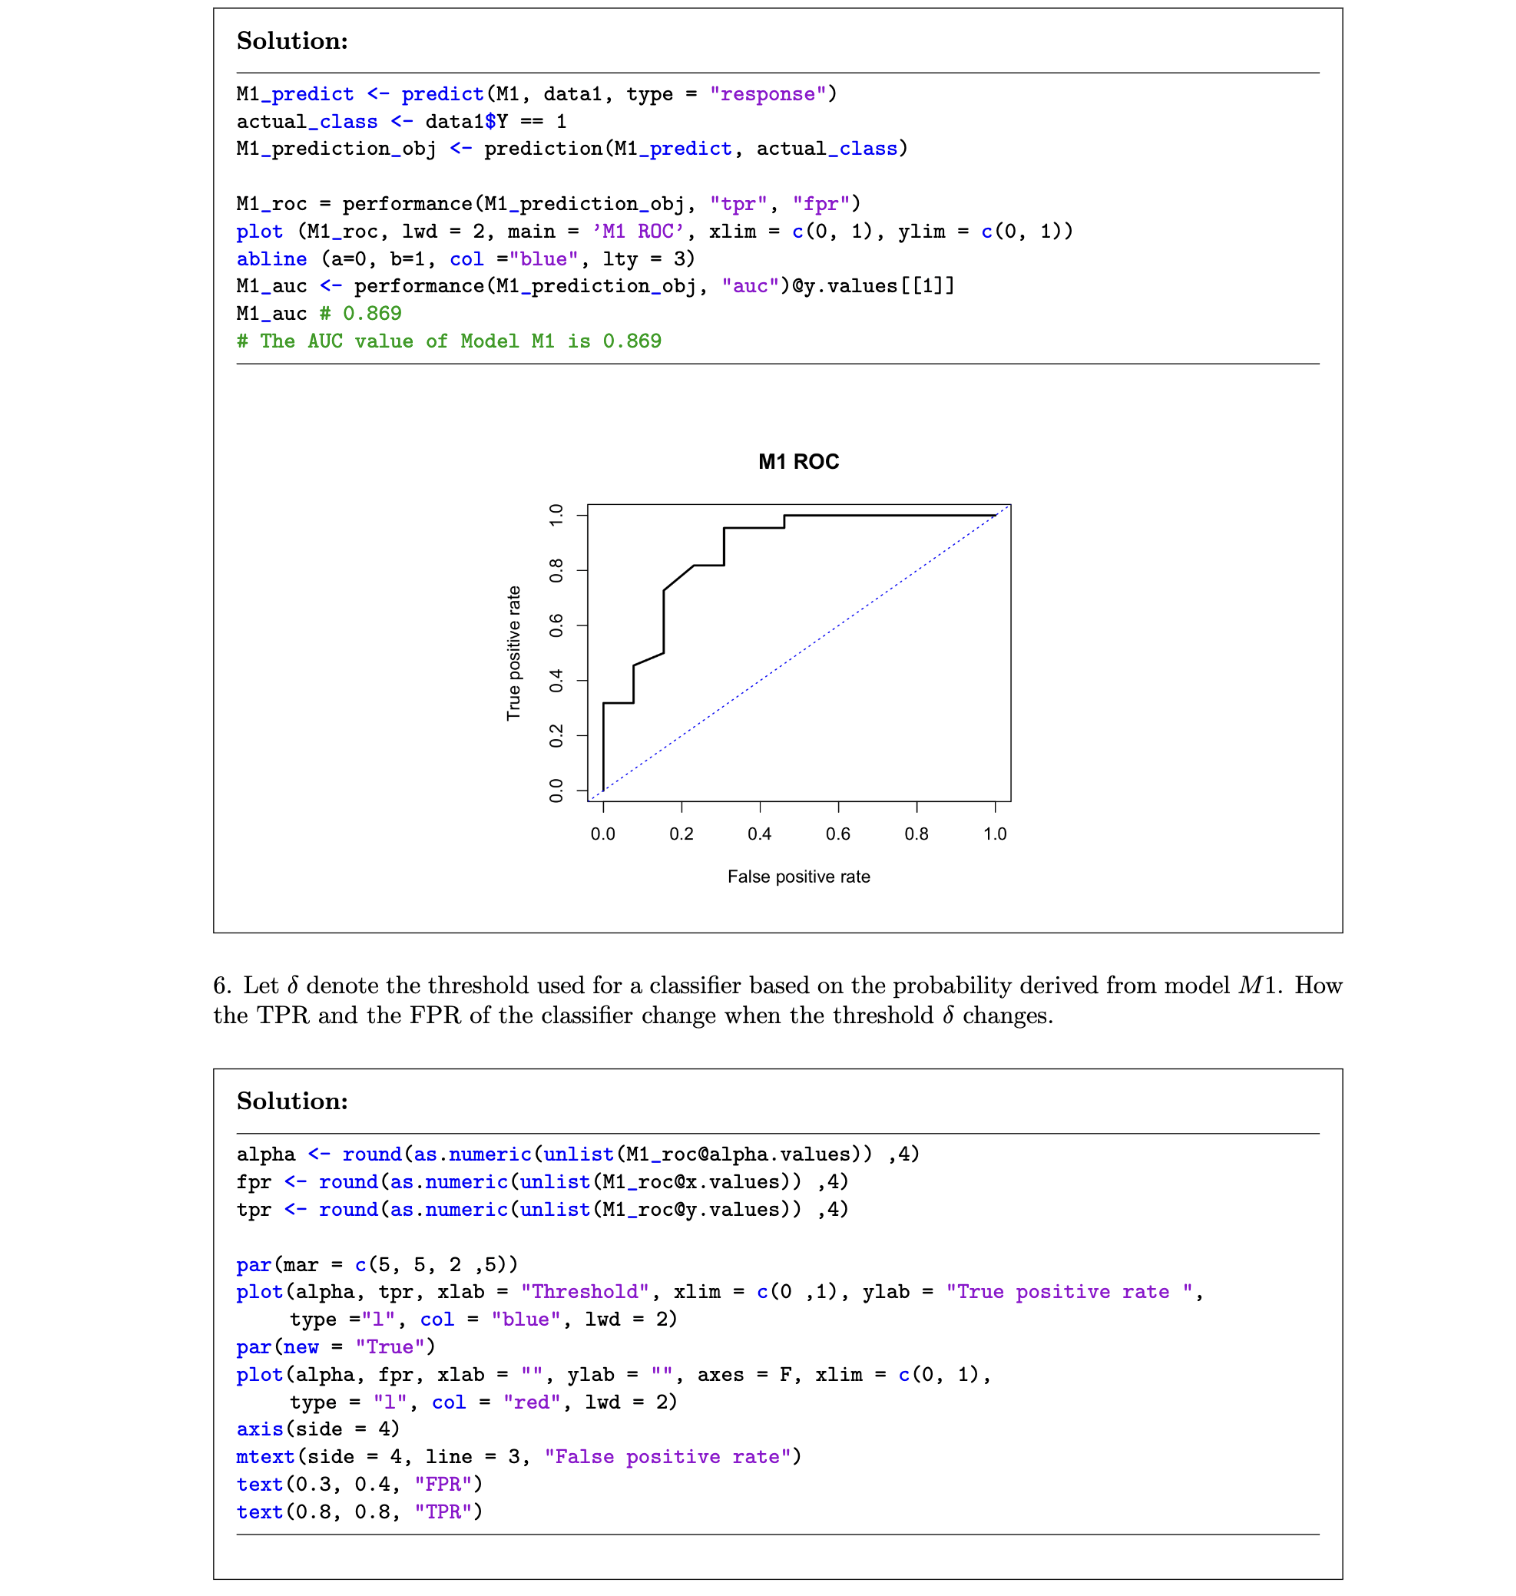 Solution:
M1_predict <- predict(M1, data1, type = "response")
actual_class <- data1$Y == 1
M1_prediction_obj <- prediction(M1_predict, actual_class)
M1_roc = performance(M1_prediction_obj, "tpr", "fpr")
plot (M1_roc, lwd = 2, main = ’M1 ROC’, xlim = c(0, 1), ylim = c(0, 1))
abline (a=0, b=1, col ="blue", lty = 3)
M1_auc <- performance(M1_prediction_obj, "auc")@y.values[[1]]
M1_auc # 0.869
# The AUC value of Model M1 is 0.869
M1 ROC
True positive rate
1.0
0.8
0.6
0.4
0.2
0.0
0.0 0.2 0.4 0.6 0.8 1.0
False positive rate
6. Let δ denote the threshold used for a classifier based on the probability derived from model M1. How
the TPR and the FPR of the classifier change when the threshold δ changes.
Solution:
alpha <- round(as.numeric(unlist(M1_roc@alpha.values)) ,4)
fpr <- round(as.numeric(unlist(M1_roc@x.values)) ,4)
tpr <- round(as.numeric(unlist(M1_roc@y.values)) ,4)
par(mar = c(5, 5, 2 ,5))
plot(alpha, tpr, xlab = "Threshold", xlim = c(0 ,1), ylab = "True positive rate ",
type ="l", col = "blue", lwd = 2)
par(new = "True")
plot(alpha, fpr, xlab = "", ylab = "", axes = F, xlim = c(0, 1),
type = "l", col = "red", lwd = 2)
axis(side = 4)
mtext(side = 4, line = 3, "False positive rate")
text(0.3, 0.4, "FPR")
text(0.8, 0.8, "TPR")